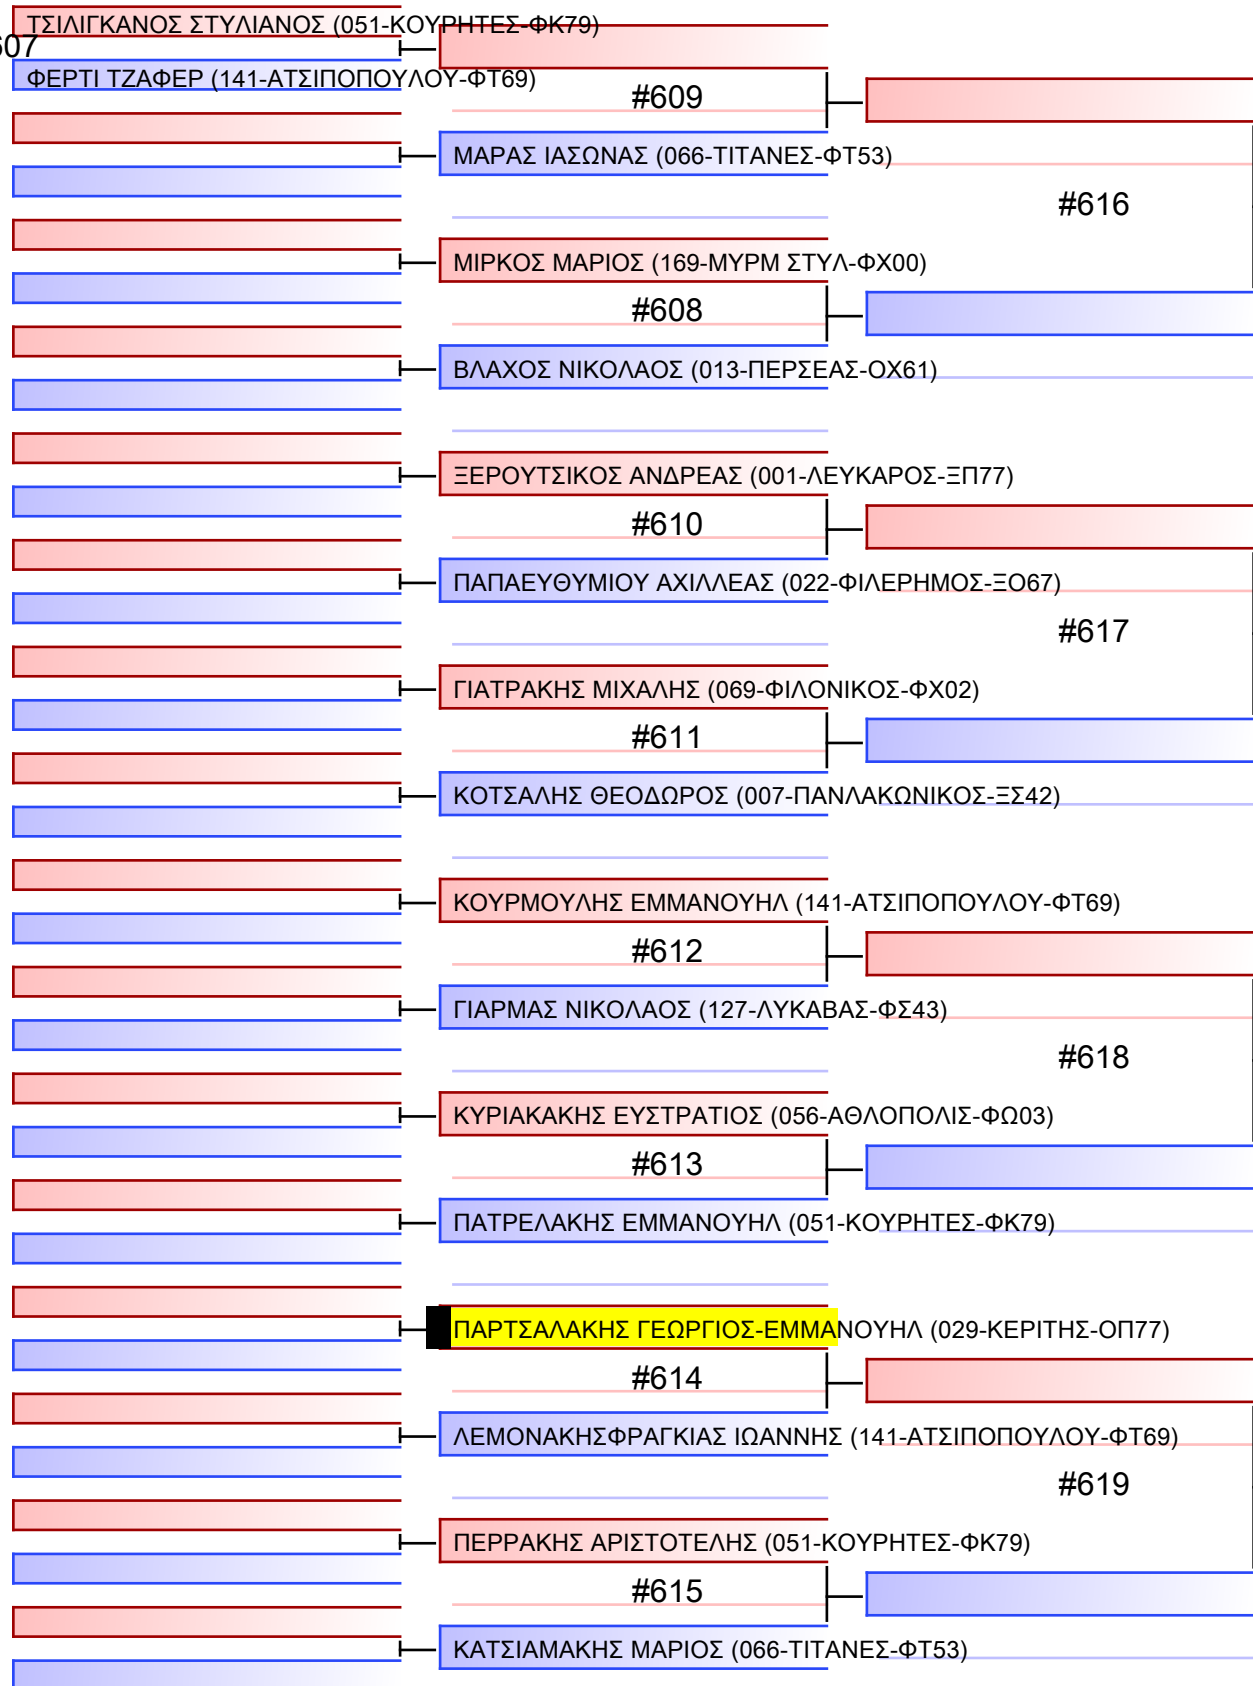 ΤΣΙΛΙΓΚΑΝΟΣ ΣΤΥΛΙΑΝΟΣ (051-ΚΟΥΡΗΤΕΣ-ΦΚ79)
607
ΦΕΡΤΙ ΤΖΑΦΕΡ (141-ΑΤΣΙΠΟΠΟΥΛΟΥ-ΦΤ69)
#609
ΜΑΡΑΣ ΙΑΣΩΝΑΣ (066-ΤΙΤΑΝΕΣ-ΦΤ53)
#616
ΜΙΡΚΟΣ ΜΑΡΙΟΣ (169-ΜΥΡΜ ΣΤΥΛ-ΦΧ00)
#608
ΒΛΑΧΟΣ ΝΙΚΟΛΑΟΣ (013-ΠΕΡΣΕΑΣ-ΟΧ61)
ΞΕΡΟΥΤΣΙΚΟΣ ΑΝΔΡΕΑΣ (001-ΛΕΥΚΑΡΟΣ-ΞΠ77)
#610
ΠΑΠΑΕΥΘΥΜΙΟΥ ΑΧΙΛΛΕΑΣ (022-ΦΙΛΕΡΗΜΟΣ-ΞΟ67)
#617
ΓΙΑΤΡΑΚΗΣ ΜΙΧΑΛΗΣ (069-ΦΙΛΟΝΙΚΟΣ-ΦΧ02)
#611
ΚΟΤΣΑΛΗΣ ΘΕΟΔΩΡΟΣ (007-ΠΑΝΛΑΚΩΝΙΚΟΣ-ΞΣ42)
ΚΟΥΡΜΟΥΛΗΣ ΕΜΜΑΝΟΥΗΛ (141-ΑΤΣΙΠΟΠΟΥΛΟΥ-ΦΤ69)
#612
ΓΙΑΡΜΑΣ ΝΙΚΟΛΑΟΣ (127-ΛΥΚΑΒΑΣ-ΦΣ43)
#618
ΚΥΡΙΑΚΑΚΗΣ ΕΥΣΤΡΑΤΙΟΣ (056-ΑΘΛΟΠΟΛΙΣ-ΦΩ03)
#613
ΠΑΤΡΕΛΑΚΗΣ ΕΜΜΑΝΟΥΗΛ (051-ΚΟΥΡΗΤΕΣ-ΦΚ79)
ΠΑΡΤΣΑΛΑΚΗΣ ΓΕΩΡΓΙΟΣ-ΕΜΜΑΝΟΥΗΛ (029-ΚΕΡΙΤΗΣ-ΟΠ77)
#614
ΛΕΜΟΝΑΚΗΣΦΡΑΓΚΙΑΣ ΙΩΑΝΝΗΣ (141-ΑΤΣΙΠΟΠΟΥΛΟΥ-ΦΤ69)
#619
ΠΕΡΡΑΚΗΣ ΑΡΙΣΤΟΤΕΛΗΣ (051-ΚΟΥΡΗΤΕΣ-ΦΚ79)
#615
ΚΑΤΣΙΑΜΑΚΗΣ ΜΑΡΙΟΣ (066-ΤΙΤΑΝΕΣ-ΦΤ53)